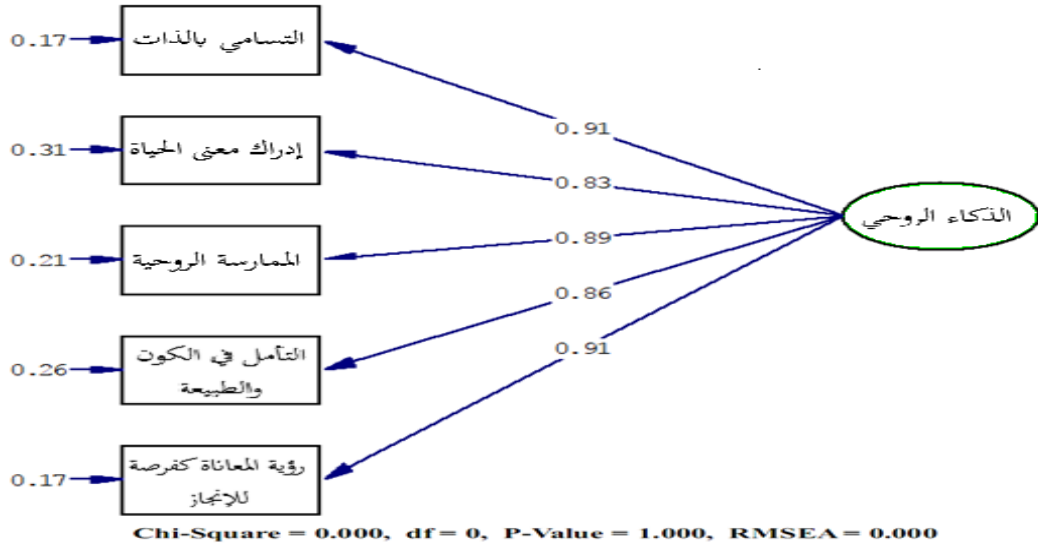 0.17
التسامي بالذات
0.91
0.31
إدراك معنى الحياة
0.83
الذكاء الروحي
0.21
الممارسة الروحية
0.89
0.26
التأمل في الكون
والطبيعة
0.86
0.17
رؤية المعاناة كفرصة
للإنجاز
0.91
Chi-Square = 0.000, df = 0, P-Value = 1.000, RMSEA = 0.000